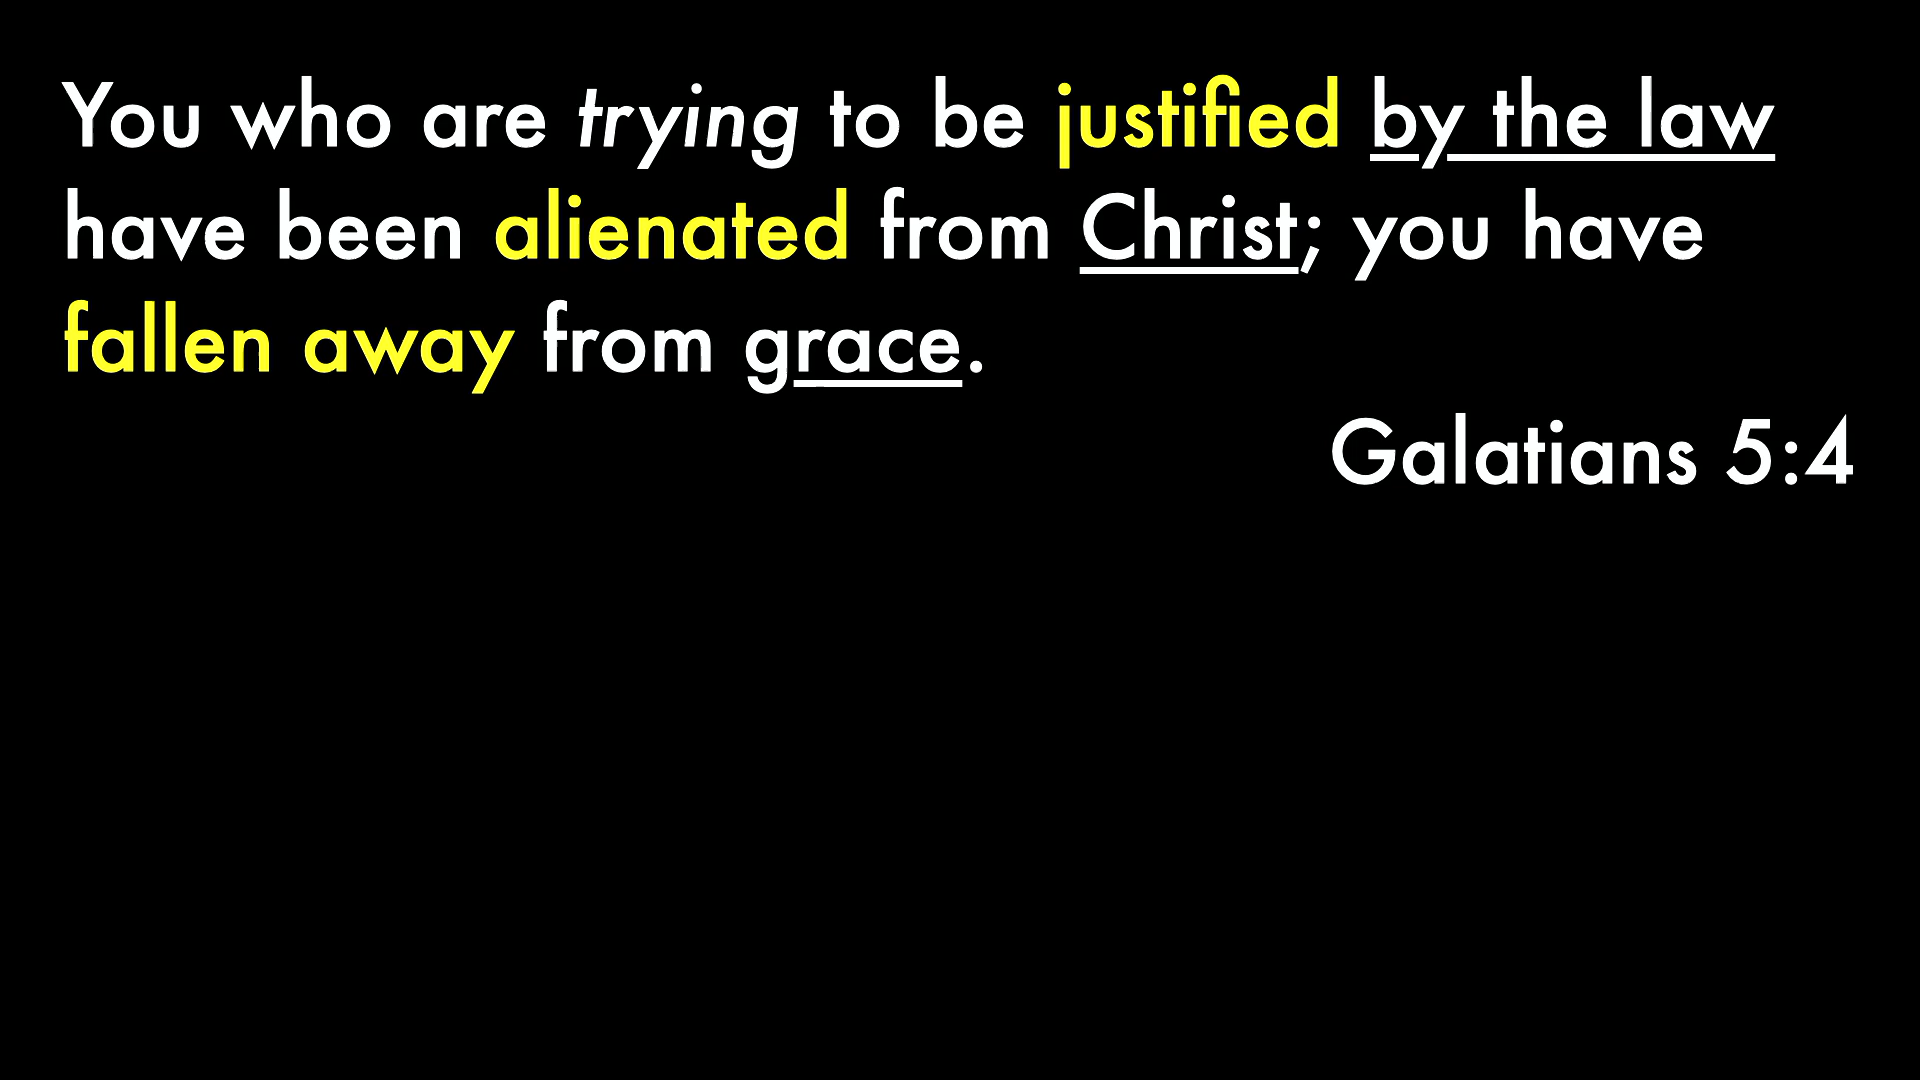 You who are trying to be justified by the law
have been alienated from Christ; you have
fallen away from grace.
Galatians 5:4